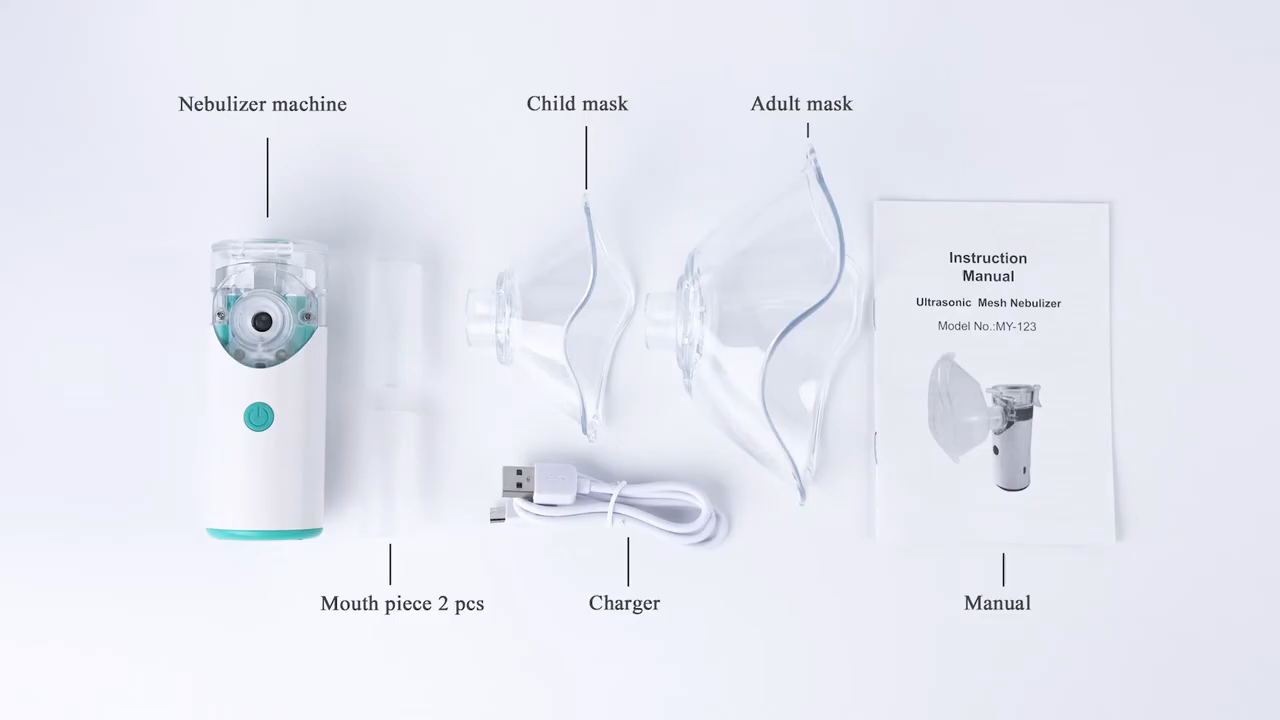 Nebulizer machine
Child mask
Adult mask
Instruction
Manual
Ultrasonic Mesh Nebulizer
Model No.:MY-123
Mouth piece 2 pcs
Charger
Manual